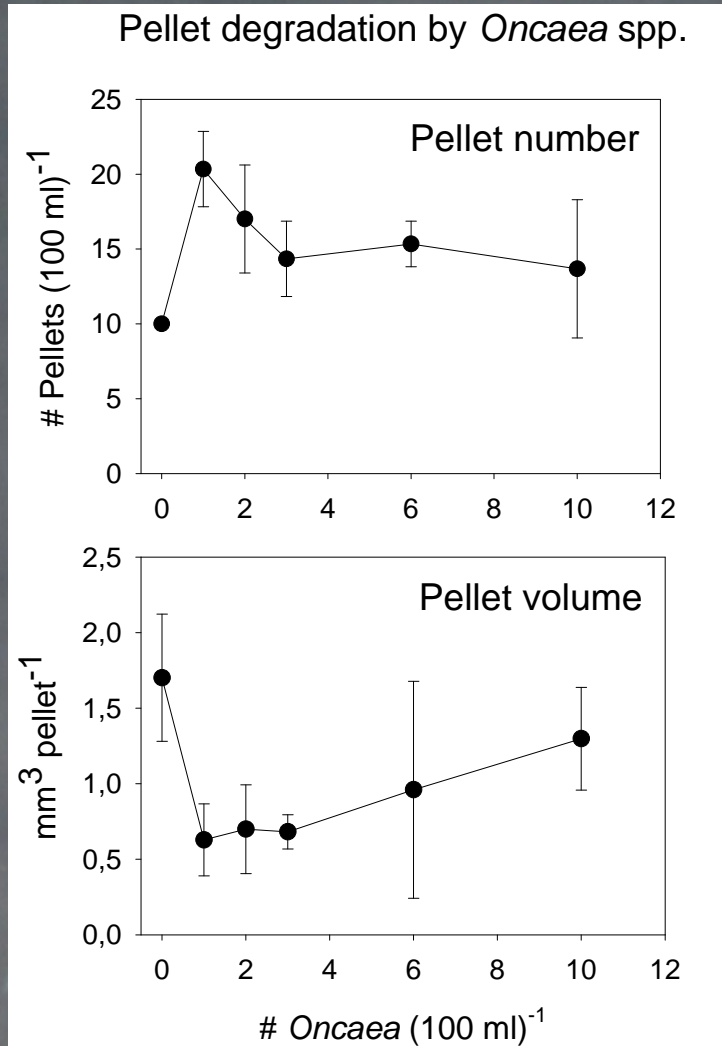 Pellet degradation by Oncaea spp.
Pellet number
# Pellets (100 ml)-1
25
20
15
10
5
0
0 2 4 6 8 10 12
Pellet volume
mm3 pellet-1
2,5
2,0
1,5
1,0
0,5
0,0
0 2 4 6 8 10 12
# Oncaea (100 ml)-1